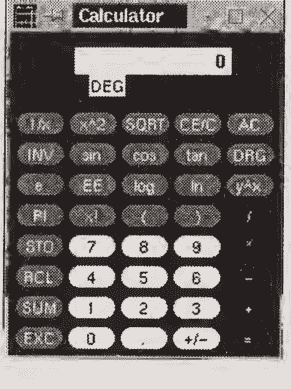 Calculator
0
DEG
1/x x^2 SQRT CE/C AC
INV sin cos tan DRG
e EE log ln y^x
PI x! ( ) /
STO 7 8 9 *
RCL 4 5 6 -
SUM 1 2 3 +
EXC 0 . +/- =